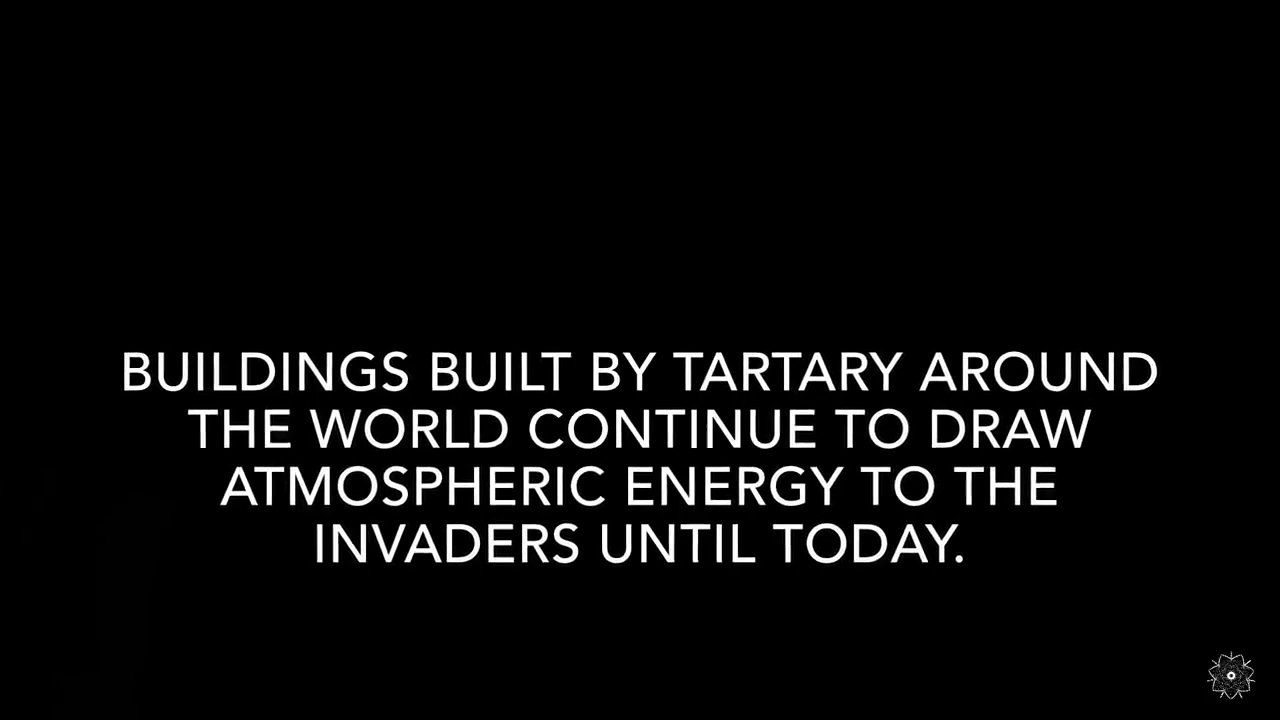 BUILDINGS BUILT BY TARTARY AROUND
THE WORLD CONTINUE TO DRAW
ATMOSPHERIC ENERGY TO THE
INVADERS UNTIL TODAY.